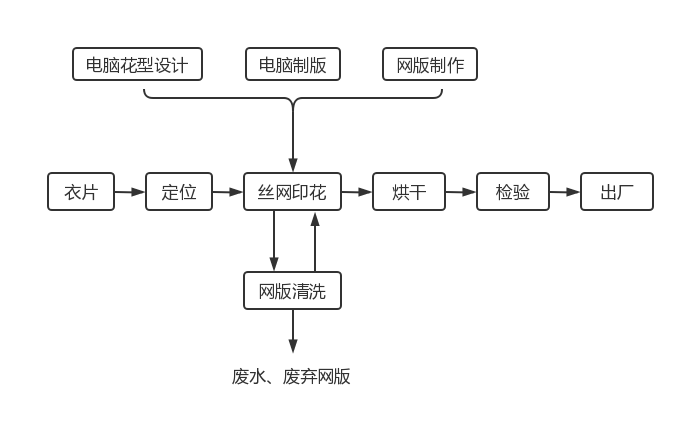 电脑花型设计
电脑制版
网版制作
衣片
定位
丝网印花
烘干
检验
出厂
网版清洗
废水、废弃网版